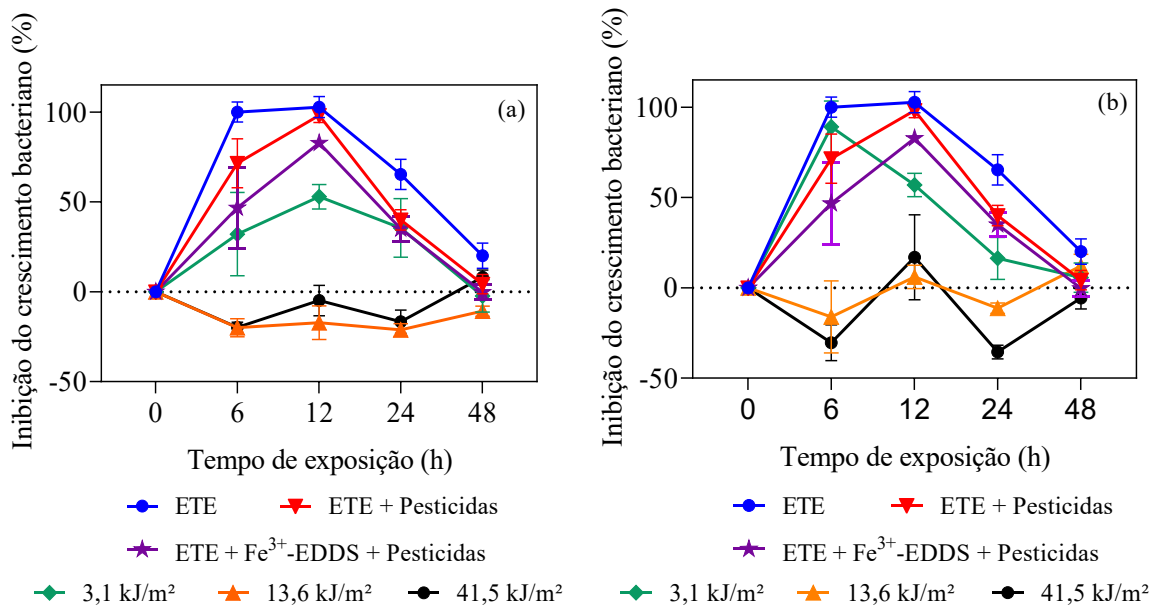 Inibição do crescimento bacteriano (%)
100
50
0
-50
(a)
0 6 12 24 48
Tempo de exposição (h)
ETE
ETE + Pesticidas
ETE + Fe³⁺-EDDS + Pesticidas
3,1 kJ/m²
13,6 kJ/m²
41,5 kJ/m²
Inibição do crescimento bacteriano (%)
100
50
0
-50
(b)
0 6 12 24 48
Tempo de exposição (h)
ETE
ETE + Pesticidas
ETE + Fe³⁺-EDDS + Pesticidas
3,1 kJ/m²
13,6 kJ/m²
41,5 kJ/m²